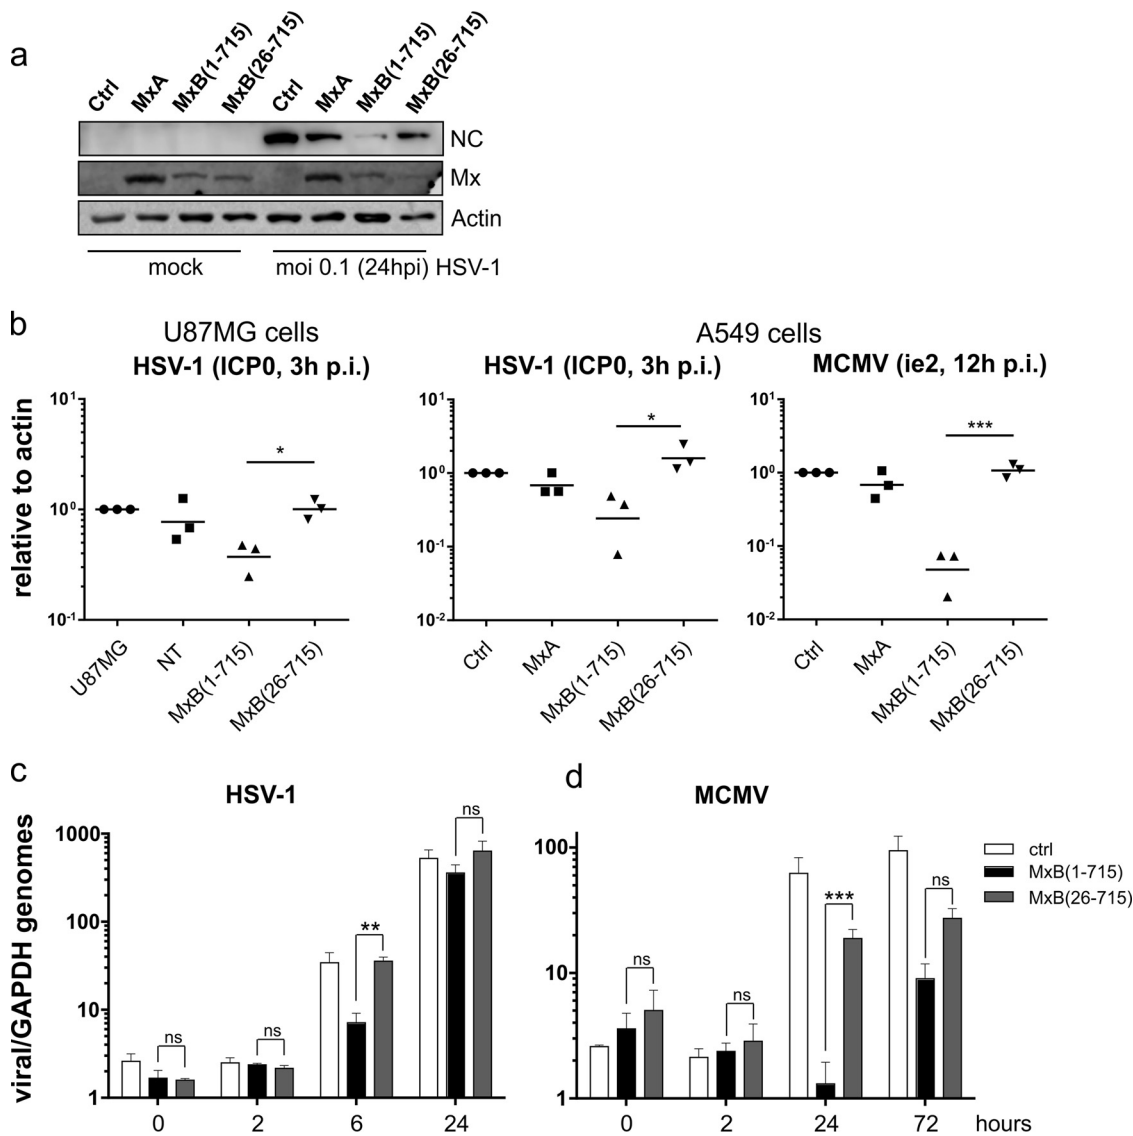 a
Ctrl MxA MxB(1-715) MxB(26-715) Ctrl MxA MxB(1-715) MxB(26-715)
NC
Mx
Actin
mock moi 0.1 (24hpi) HSV-1
b
U87MG cells A549 cells
HSV-1 (ICP0, 3h p.i.) HSV-1 (ICP0, 3h p.i.) MCMV (ie2, 12h p.i.)
relative to actin
10¹ 10⁰ 10⁻¹
*
U87MG NT MxB(1-715) MxB(26-715)
10¹ 10⁰ 10⁻¹ 10⁻²
*
Ctrl MxA MxB(1-715) MxB(26-715)
10¹ 10⁰ 10⁻¹ 10⁻²
***
Ctrl MxA MxB(1-715) MxB(26-715)
c
HSV-1
viral/GAPDH genomes
1000
100
10
1
ns ns ** ns
0 2 6 24
d
MCMV
100
10
1
ns ns *** ns
0 2 24 72 hours
ctrl
MxB(1-715)
MxB(26-715)